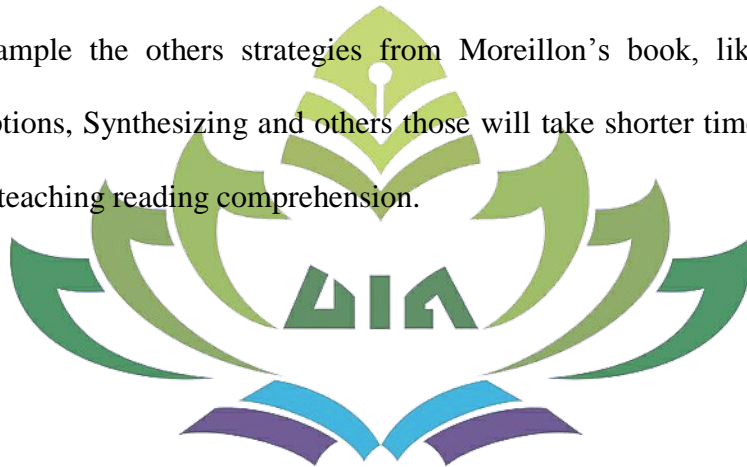 ample the others strategies from Moreillon’s book, lik
otions, Synthesizing and others those will take shorter time
teaching reading comprehension.
UIN